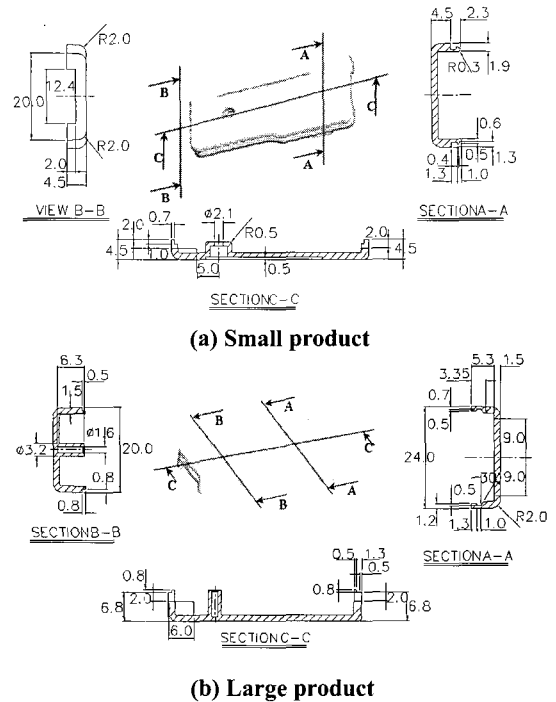 R2.0
12.4
20.0
R2.0
2.0
4.5
VIEW B-B
B
A
C
C
A
B
4.5
2.3
R0.3
1.9
0.6
0.4
0.5
1.3
1.3
1.0
SECTIONA-A
0.7
ø2.1
2.0
R0.5
2.0
4.5
1.0
4.5
5.0
0.5
SECTIONC-C
(a) Small product
6.3
0.5
1.5
ø1.6
ø3.2
20.0
0.8
0.8
SECTIONB-B
B
A
C
C
B
A
5.3
1.5
3.35
0.7
0.5
9.0
24.0
30
9.0
0.5
1.2
R2.0
1.3
1.0
SECTIONA-A
0.8
0.5
1.3
0.5
0.8
2.0
6.8
2.0
6.8
6.0
SECTIONC-C
(b) Large product